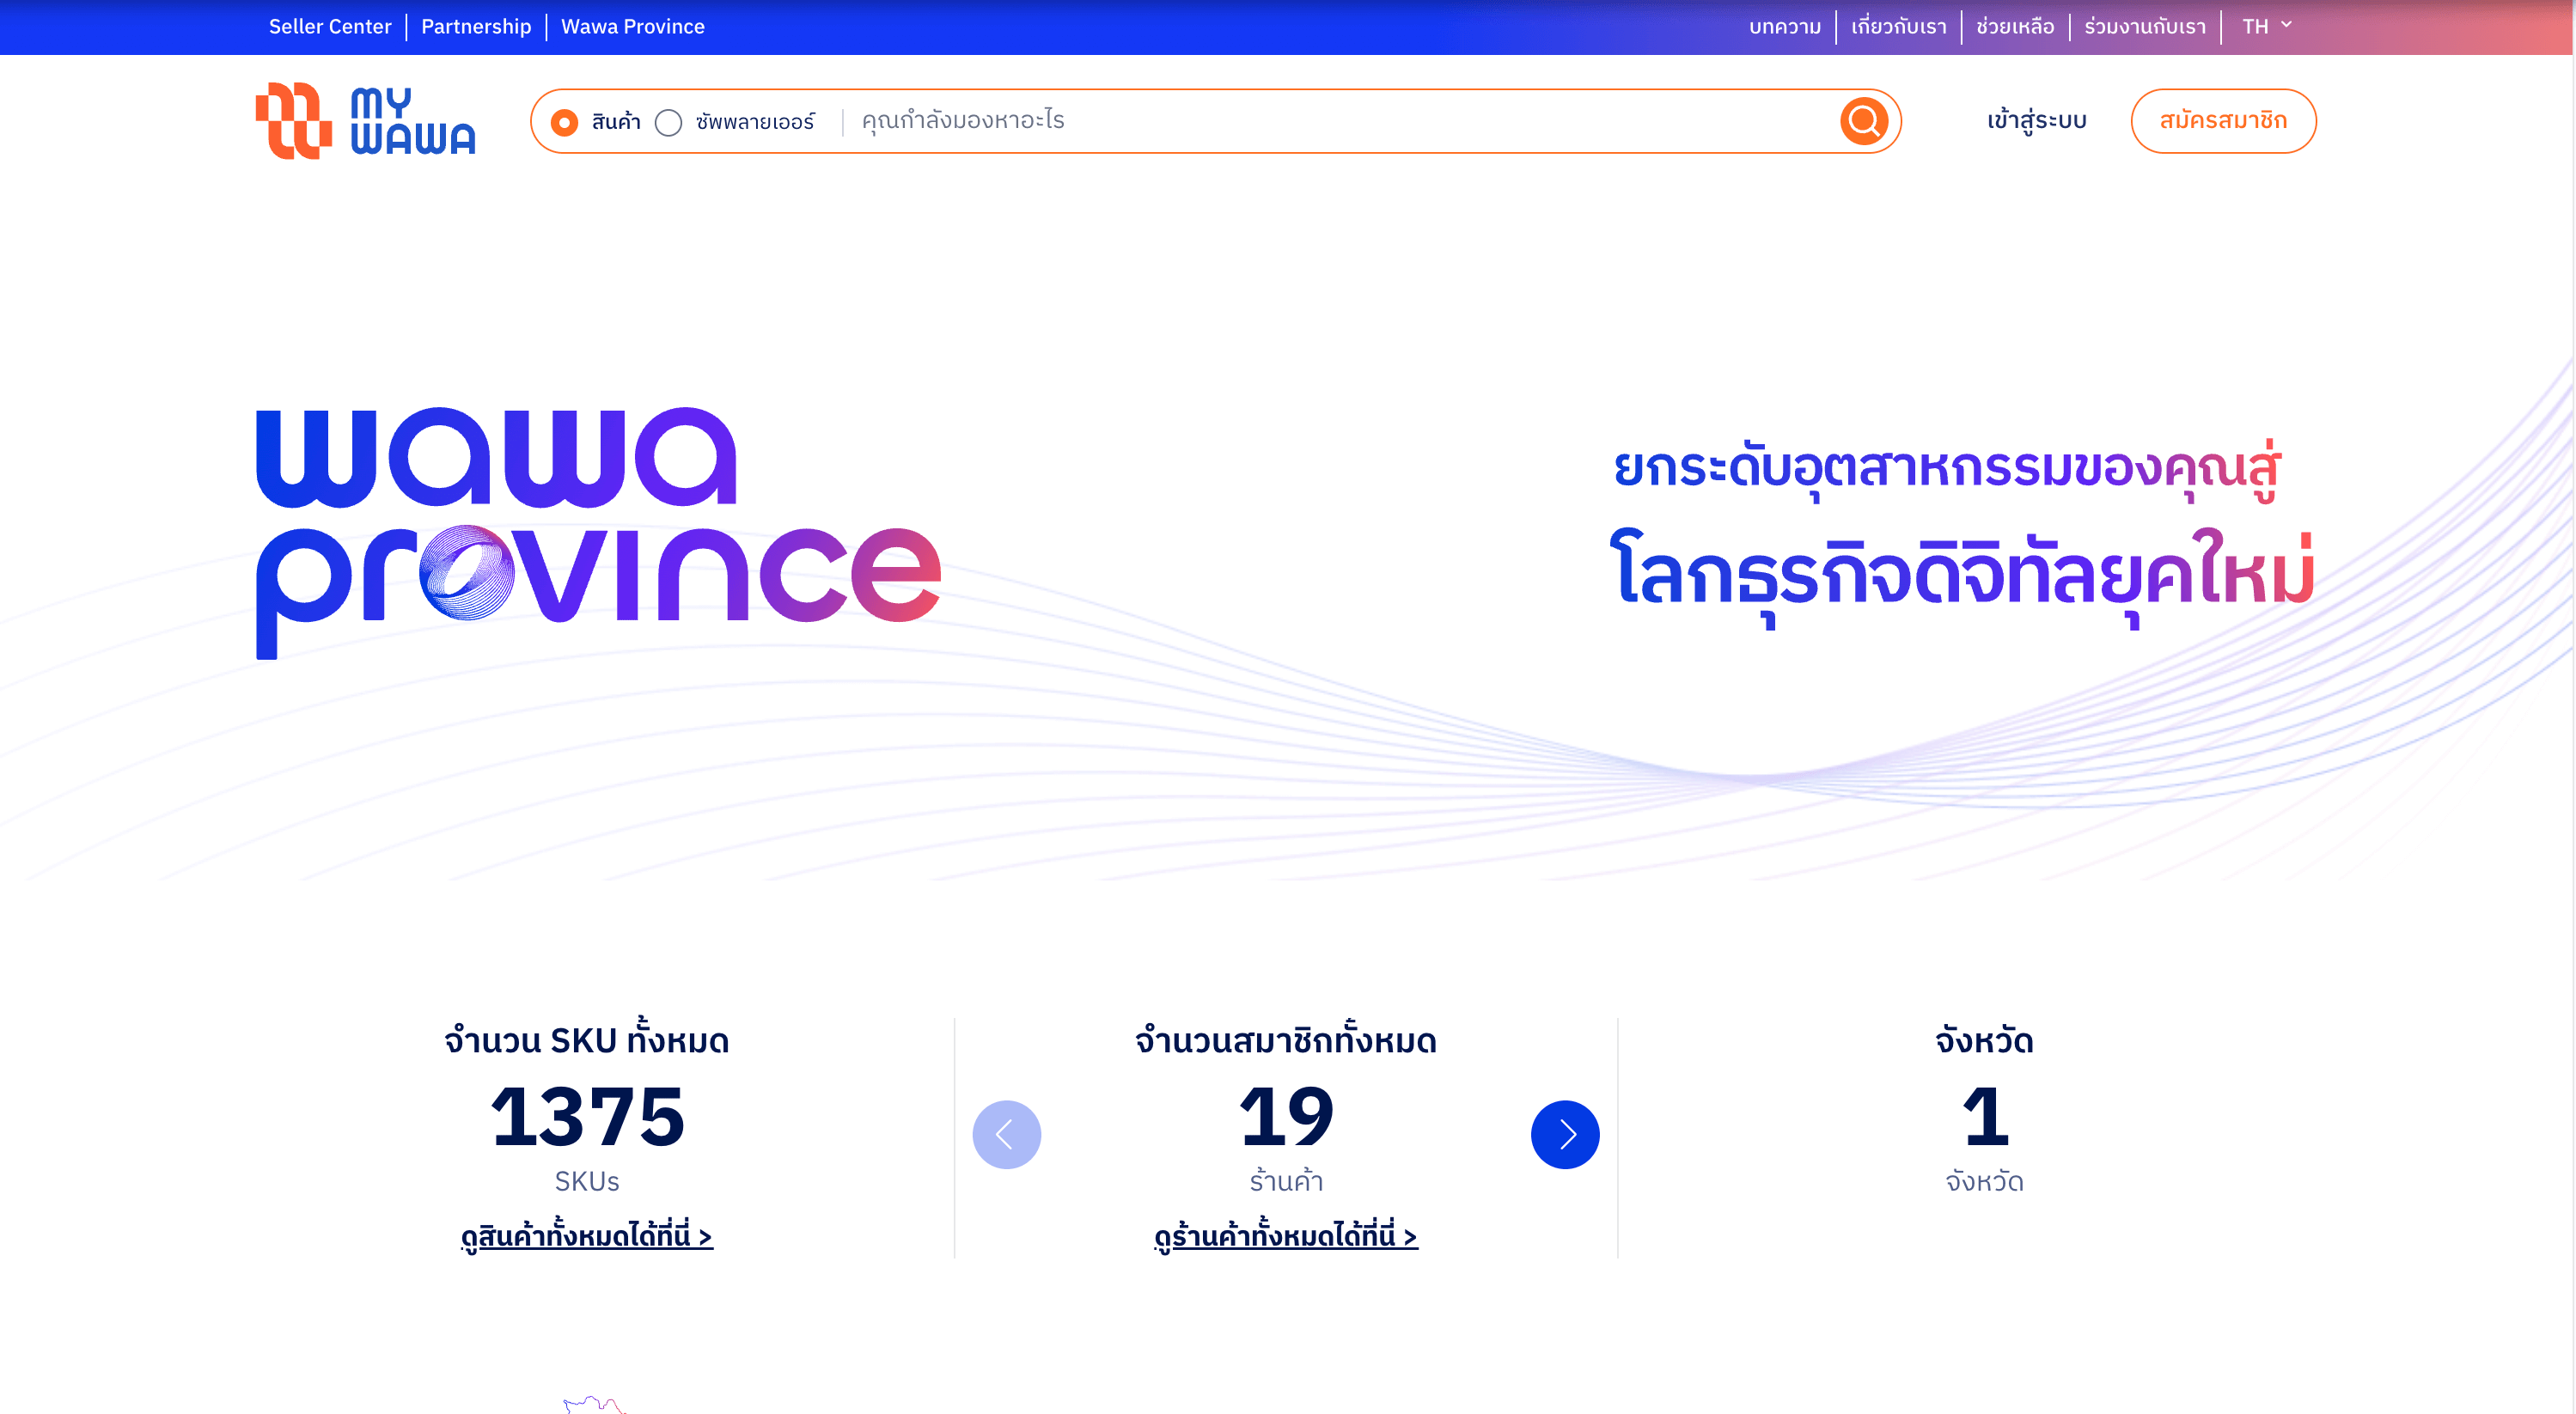 Seller Center
Partnership
Wawa Province
บทความ
เกี่ยวกับเรา
ช่วยเหลือ
ร่วมงานกับเรา
TH
MY
WAWA
สินค้า
ซัพพลายเออร์
คุณกำลังมองหาอะไร
เข้าสู่ระบบ
สมัครสมาชิก
wawa
province
ยกระดับอุตสาหกรรมของคุณสู่
โลกธุรกิจดิจิทัลยุคใหม่
จำนวน SKU ทั้งหมด
1375
SKUs
ดูสินค้าทั้งหมดได้ที่นี่ >
จำนวนสมาชิกทั้งหมด
19
ร้านค้า
ดูร้านค้าทั้งหมดได้ที่นี่ >
จังหวัด
1
จังหวัด